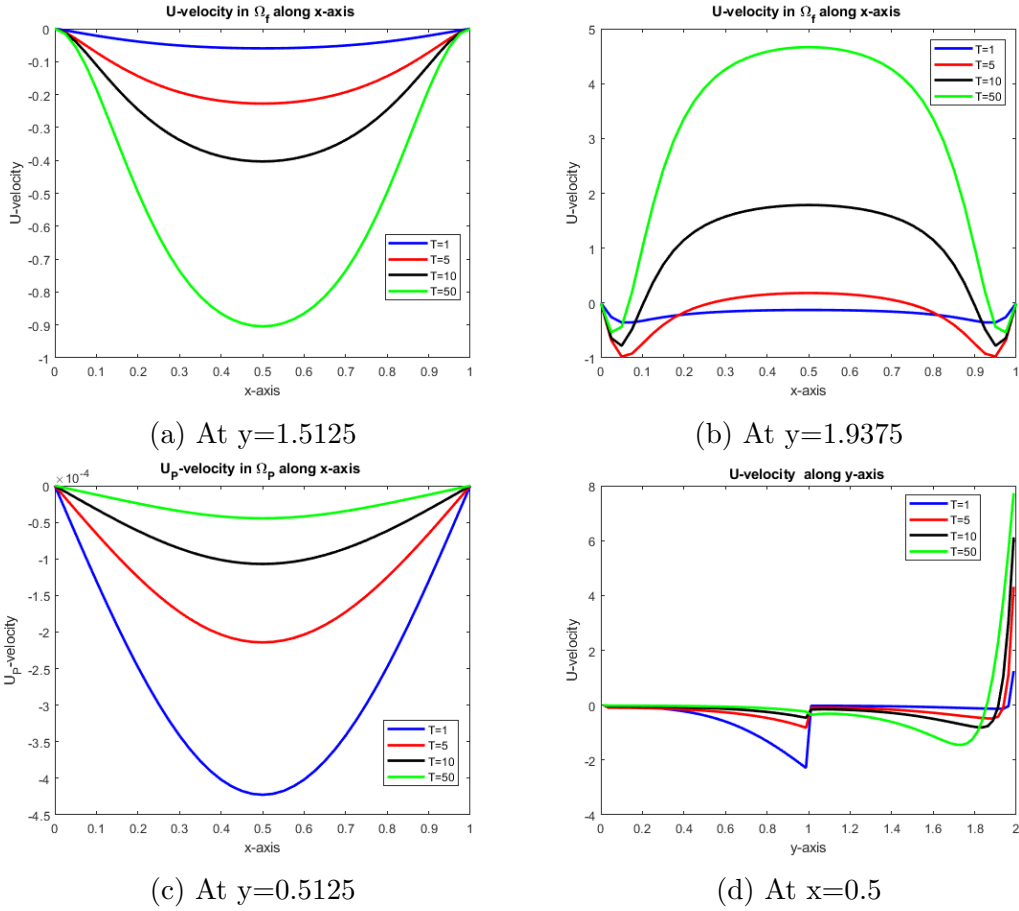 U-velocity in Ω_f along x-axis
0
-0.1
-0.2
-0.3
-0.4
-0.5
-0.6
-0.7
-0.8
-0.9
-1
U-velocity
T=1
T=5
T=10
T=50
0 0.1 0.2 0.3 0.4 0.5 0.6 0.7 0.8 0.9 1
x-axis
(a) At y=1.5125
U-velocity in Ω_f along x-axis
5
4
3
2
1
0
-1
U-velocity
T=1
T=5
T=10
T=50
0 0.1 0.2 0.3 0.4 0.5 0.6 0.7 0.8 0.9 1
x-axis
(b) At y=1.9375
U_P-velocity in Ω_P along x-axis
×10^-4
0
-0.5
-1
-1.5
-2
-2.5
-3
-3.5
-4
-4.5
U_P-velocity
T=1
T=5
T=10
T=50
0 0.1 0.2 0.3 0.4 0.5 0.6 0.7 0.8 0.9 1
x-axis
(c) At y=0.5125
U-velocity along y-axis
8
6
4
2
0
-2
-4
U-velocity
T=1
T=5
T=10
T=50
0 0.2 0.4 0.6 0.8 1 1.2 1.4 1.6 1.8 2
y-axis
(d) At x=0.5